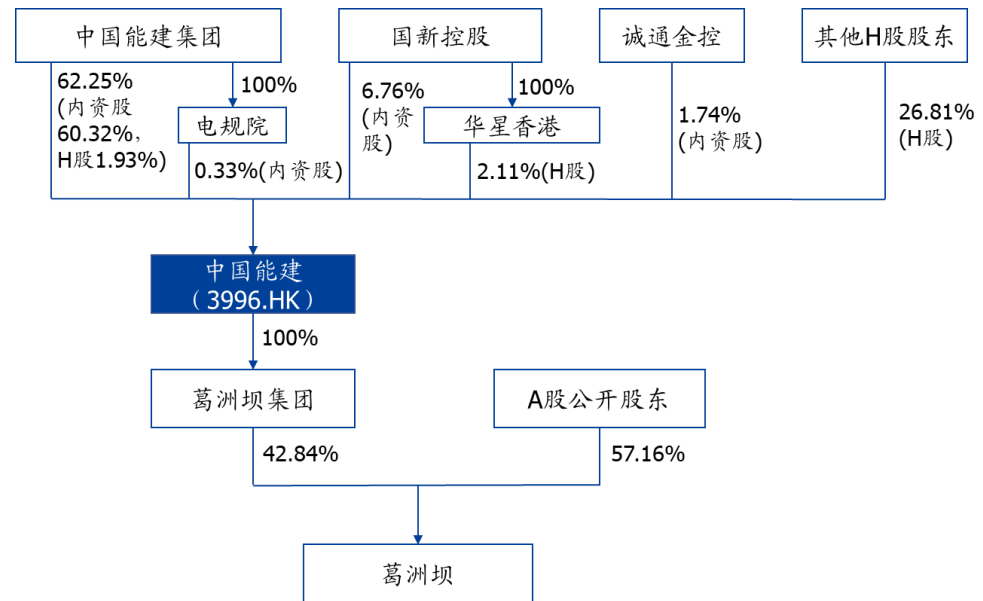 中国能建集团
国新控股
诚通金控
其他H股股东
62.25%
(内资股
60.32%,
H股1.93%)
100%
电规院
0.33%(内资股)
6.76%
(内资
股)
100%
华星香港
2.11%(H股)
1.74%
(内资股)
26.81%
(H股)
中国能建
（3996.HK）
100%
葛洲坝集团
A股公开股东
42.84%
57.16%
葛洲坝